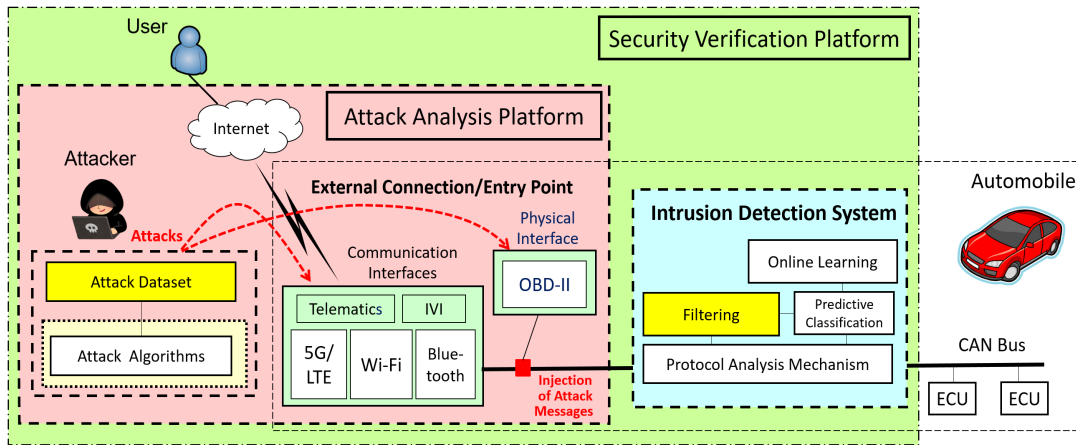 User
Security Verification Platform
Internet
Attack Analysis Platform
Attacker
External Connection/Entry Point
Automobile
Attacks
Communication
Interfaces
Physical
Interface
Intrusion Detection System
Attack Dataset
Attack Algorithms
Telematics
IVI
5G/
LTE
Wi-Fi
Blue-
tooth
OBD-II
Injection
of Attack
Messages
Online Learning
Filtering
Predictive
Classification
Protocol Analysis Mechanism
CAN Bus
ECU
ECU